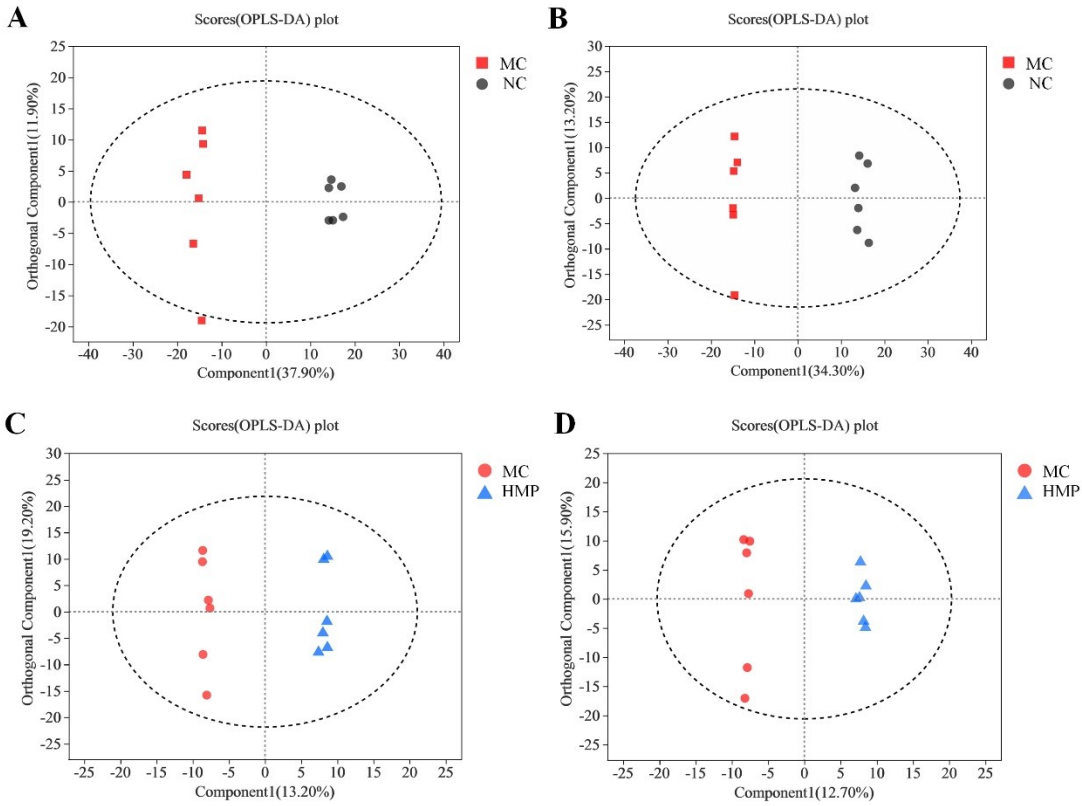 A
Scores(OPLS-DA) plot
MC
NC
Orthogonal Component1(11.90%)
25
20
15
10
5
0
-5
-10
-15
-20
-40 -30 -20 -10 0 10 20 30 40
Component1(37.90%)
B
Scores(OPLS-DA) plot
MC
NC
Orthogonal Component1(13.20%)
30
25
20
15
10
5
0
-5
-10
-15
-20
-25
-40 -30 -20 -10 0 10 20 30 40
Component1(34.30%)
C
Scores(OPLS-DA) plot
MC
HMP
Orthogonal Component1(19.20%)
30
25
20
15
10
5
0
-5
-10
-15
-20
-25
-25 -20 -15 -10 -5 0 5 10 15 20 25
Component1(13.20%)
D
Scores(OPLS-DA) plot
MC
HMP
Orthogonal Component1(15.90%)
25
20
15
10
5
0
-5
-10
-15
-20
-25
-25 -20 -15 -10 -5 0 5 10 15 20 25
Component1(12.70%)